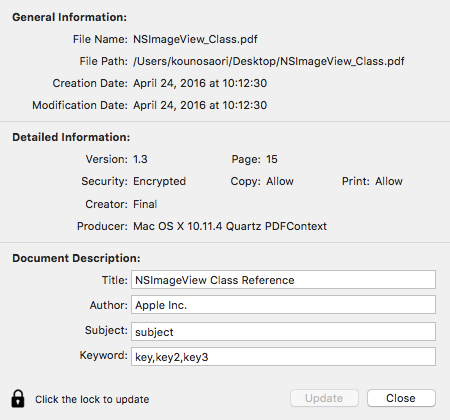 General Information:
File Name: NSImageView_Class.pdf
File Path: /Users/kounosaori/Desktop/NSImageView_Class.pdf
Creation Date: April 24, 2016 at 10:12:30
Modification Date: April 24, 2016 at 10:12:30
Detailed Information:
Version: 1.3 Page: 15
Security: Encrypted Copy: Allow Print: Allow
Creator: Final
Producer: Mac OS X 10.11.4 Quartz PDFContext
Document Description:
Title: NSImageView Class Reference
Author: Apple Inc.
Subject: subject
Keyword: key,key2,key3
Click the lock to update Update Close